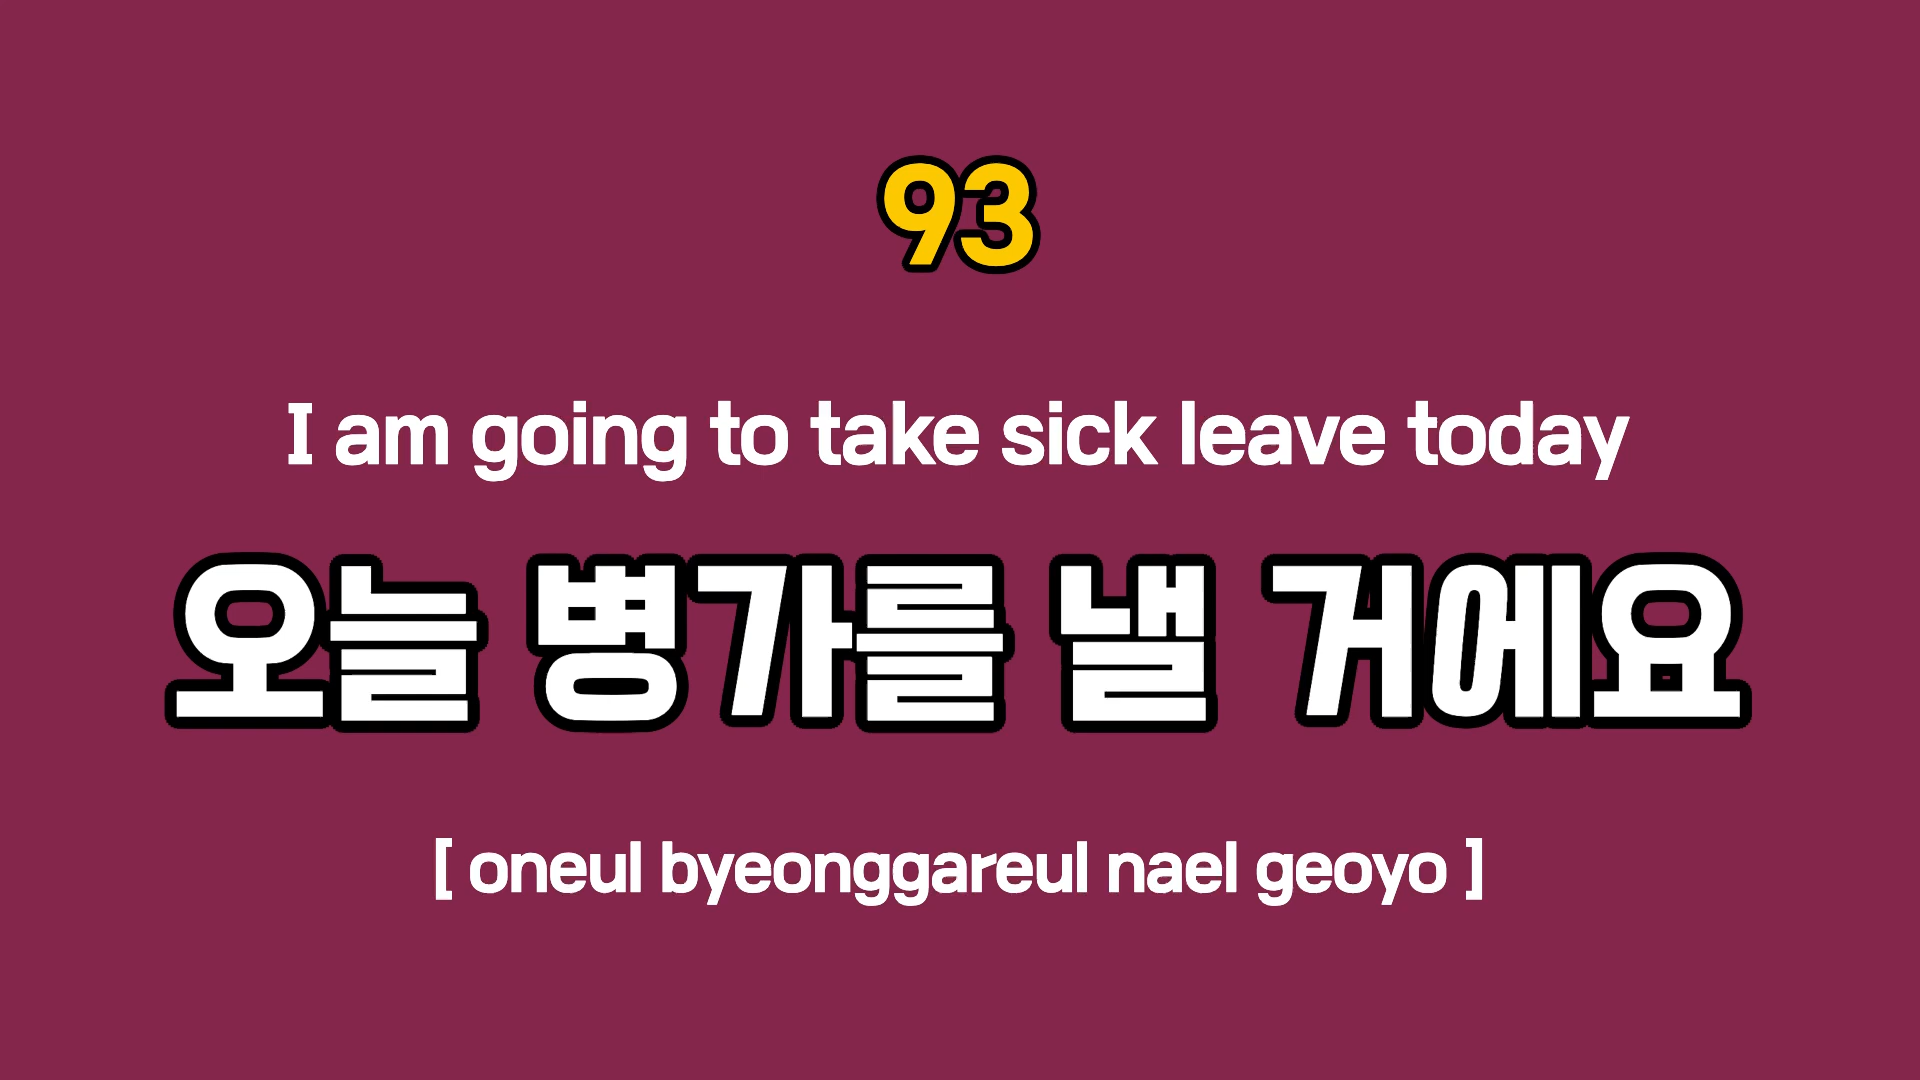 93
I am going to take sick leave today
오늘 병가를 낼 거에요
[ oneul byeonggareul nael geoyo ]